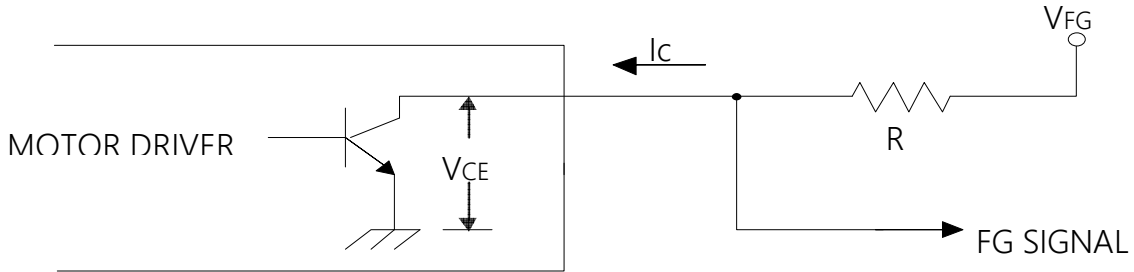 VFG
Ic
R
MOTOR DRIVER
VCE
FG SIGNAL